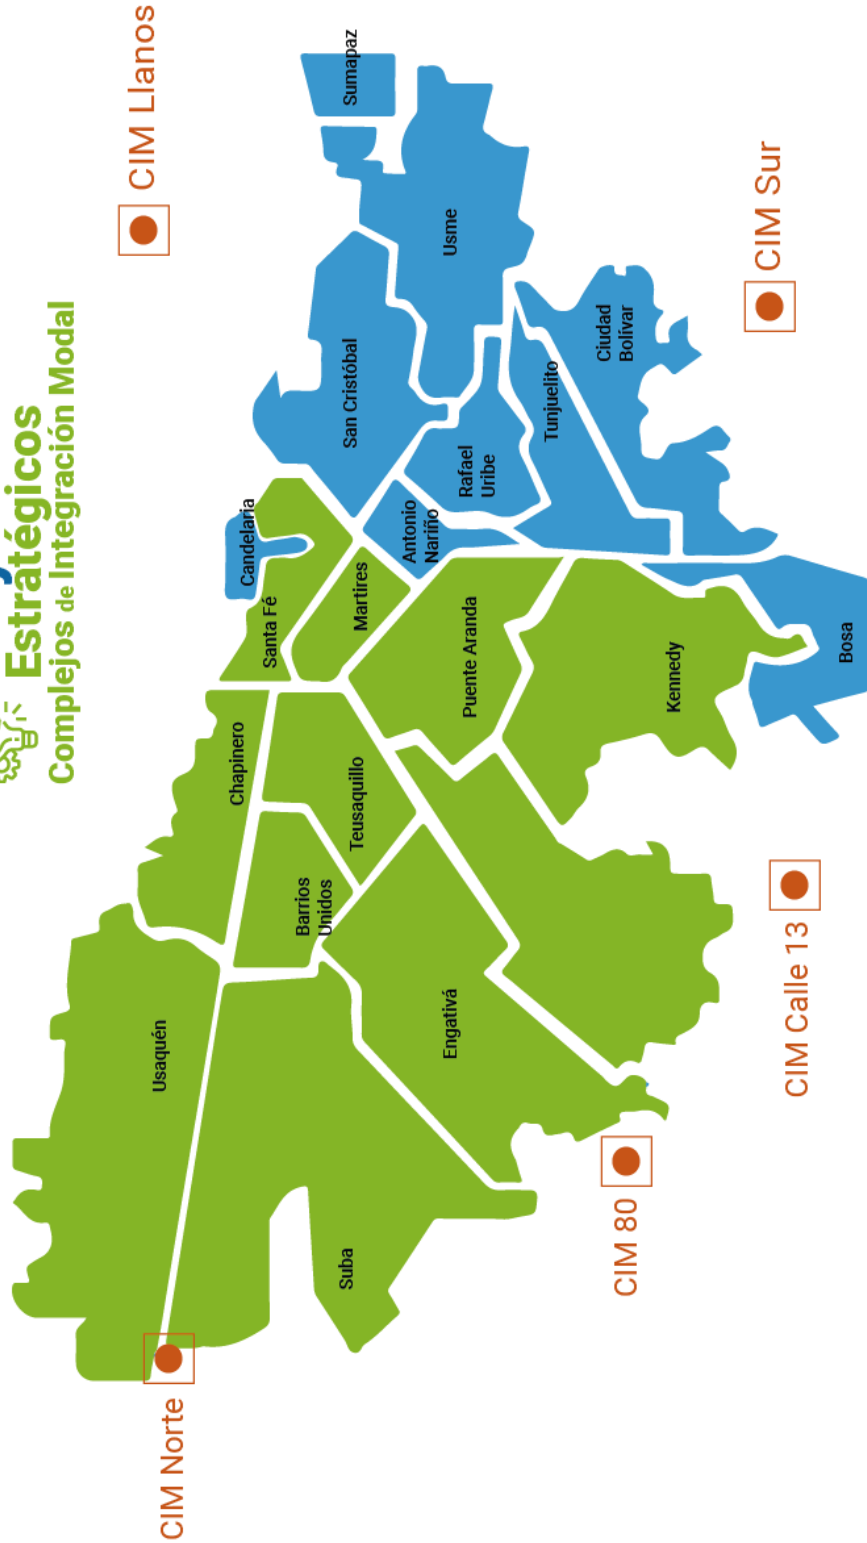 Estratégicos
Complejos de Integración Modal
CIM Llanos
Usaquén
CIM Norte
Chapinero
Candelaria
Santa Fé
Barrios
Unidos
Suba
Teusaquillo
Martires
San Cristóbal
Sumapaz
Antonio
Nariño
Engativá
Usme
Puente Aranda
Rafael
Uribe
Tunjuelito
Ciudad
Bolívar
CIM 80
Kennedy
CIM Sur
CIM Calle 13
Bosa